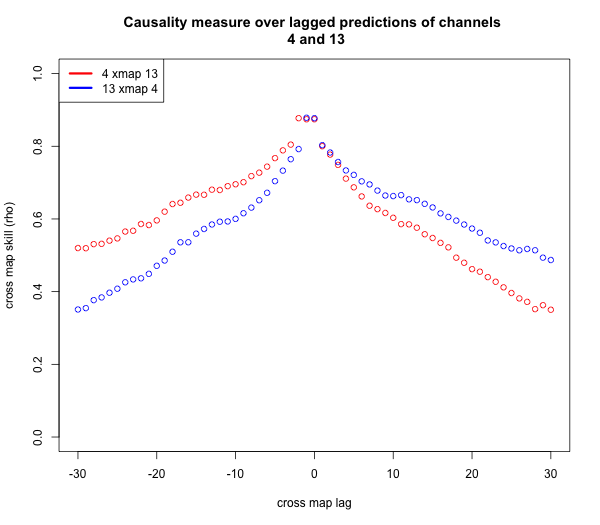 Causality measure over lagged predictions of channels
4 and 13
4 xmap 13
13 xmap 4
cross map skill (rho)
1.0
0.8
0.6
0.4
0.2
0.0
-30 -20 -10 0 10 20 30
cross map lag